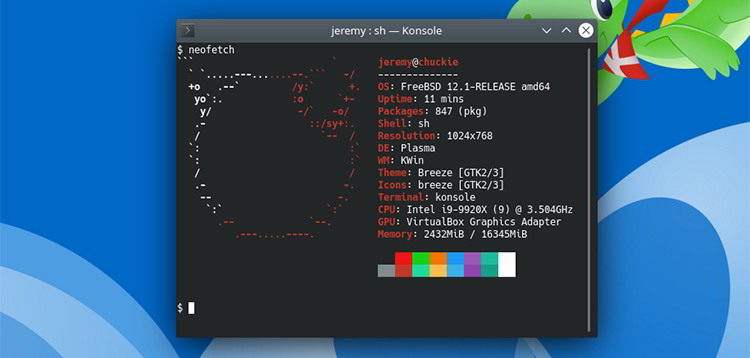 jeremy : sh — Konsole
$ neofetch
jeremy@chuckie
--------------
OS: FreeBSD 12.1-RELEASE amd64
Uptime: 11 mins
Packages: 847 (pkg)
Shell: sh
Resolution: 1024x768
DE: Plasma
WM: KWin
Theme: Breeze [GTK2/3]
Icons: breeze [GTK2/3]
Terminal: konsole
CPU: Intel i9-9920X (9) @ 3.504GHz
GPU: VirtualBox Graphics Adapter
Memory: 2432MiB / 16345MiB
$